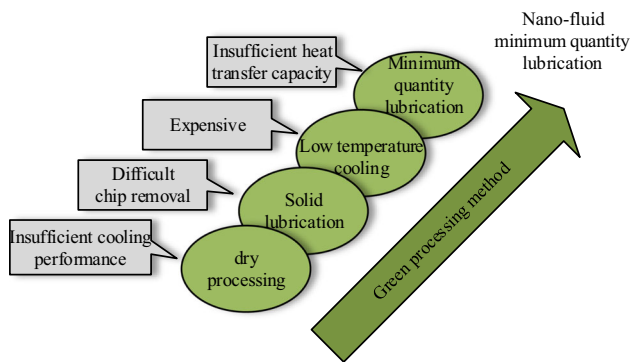 Nano-fluid
minimum quantity
lubrication
Insufficient heat
transfer capacity
Minimum
quantity
lubrication
Expensive
Low temperature
cooling
Difficult
chip removal
Solid
lubrication
Insufficient cooling
performance
dry
processing
Green processing method